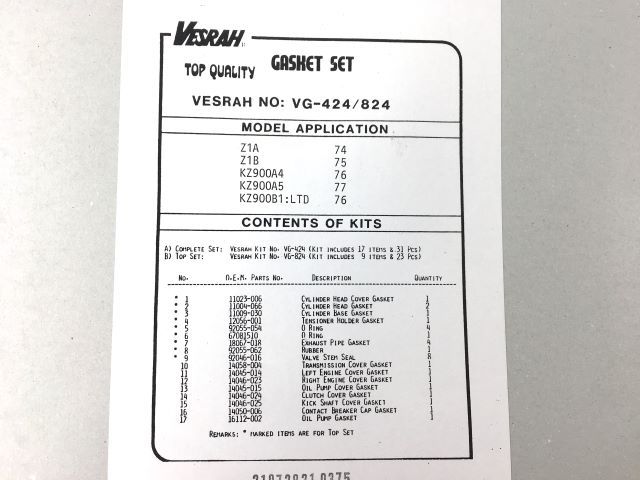 VESRAH
TOP QUALITY GASKET SET
VESRAH NO: VG-424/824
MODEL APPLICATION
Z1A 74
Z1B 75
KZ900A4 76
KZ900A5 77
KZ900B1:LTD 76
CONTENTS OF KITS
A) COMPLETE SET: VESRAH KIT NO. VG-424 (KIT INCLUDES 17 ITEMS & 31 PCS)
B) TOP SET: VESRAH KIT NO. VG-824 (KIT INCLUDES 9 ITEMS & 23 PCS)
NO. O.E.M. PARTS NO. DESCRIPTION QUANTITY
* 1 11023-006 CYLINDER HEAD COVER GASKET 1
* 2 11004-066 CYLINDER HEAD GASKET 2
* 3 11009-030 CYLINDER BASE GASKET 1
* 4 12056-001 TENSIONER HOLDER GASKET 1
* 5 92055-054 O RING 4
* 6 670B1510 O RING 1
* 7 18067-018 EXHAUST PIPE GASKET 4
* 8 92055-062 RUBBER 1
* 9 92046-016 VALVE STEM SEAL 8
10 14058-004 TRANSMISSION COVER GASKET 1
11 14045-014 LEFT ENGINE COVER GASKET 1
12 14046-023 RIGHT ENGINE COVER GASKET 1
13 14046-015 OIL PUMP COVER GASKET 1
14 14046-024 CLUTCH COVER GASKET 1
15 14046-025 KICK SHAFT COVER GASKET 1
16 14050-006 CONTACT BREAKER CAP GASKET 1
17 16112-002 OIL PUMP GASKET 1
REMARKS: * MARKED ITEMS ARE FOR TOP SET